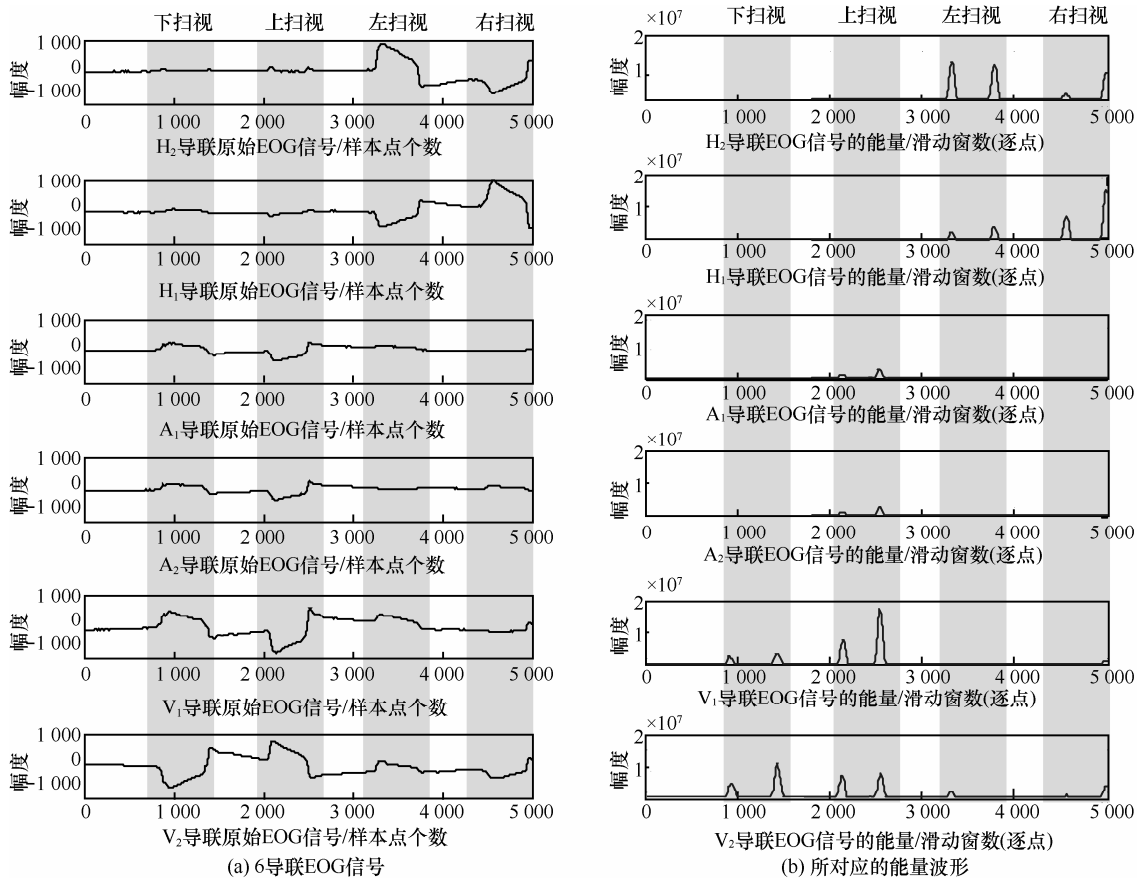 下扫视 上扫视 左扫视 右扫视
1 000
0
−1 000
幅度
0 1 000 2 000 3 000 4 000 5 000
H₂导联原始EOG信号/样本点个数
1 000
0
−1 000
幅度
0 1 000 2 000 3 000 4 000 5 000
H₁导联原始EOG信号/样本点个数
1 000
0
−1 000
幅度
0 1 000 2 000 3 000 4 000 5 000
A₁导联原始EOG信号/样本点个数
1 000
0
−1 000
幅度
0 1 000 2 000 3 000 4 000 5 000
A₂导联原始EOG信号/样本点个数
1 000
0
−1 000
幅度
0 1 000 2 000 3 000 4 000 5 000
V₁导联原始EOG信号/样本点个数
1 000
0
−1 000
幅度
0 1 000 2 000 3 000 4 000 5 000
V₂导联原始EOG信号/样本点个数
(a) 6导联EOG信号
下扫视 上扫视 左扫视 右扫视
×10⁷
2
1
幅度
0 1 000 2 000 3 000 4 000 5 000
H₂导联EOG信号的能量/滑动窗数(逐点)
×10⁷
2
1
幅度
0 1 000 2 000 3 000 4 000 5 000
H₁导联EOG信号的能量/滑动窗数(逐点)
×10⁷
2
1
幅度
0 1 000 2 000 3 000 4 000 5 000
A₁导联EOG信号的能量/滑动窗数(逐点)
×10⁷
2
1
幅度
0 1 000 2 000 3 000 4 000 5 000
A₂导联EOG信号的能量/滑动窗数(逐点)
×10⁷
2
1
幅度
0 1 000 2 000 3 000 4 000 5 000
V₁导联EOG信号的能量/滑动窗数(逐点)
×10⁷
2
1
幅度
0 1 000 2 000 3 000 4 000 5 000
V₂导联EOG信号的能量/滑动窗数(逐点)
(b) 所对应的能量波形